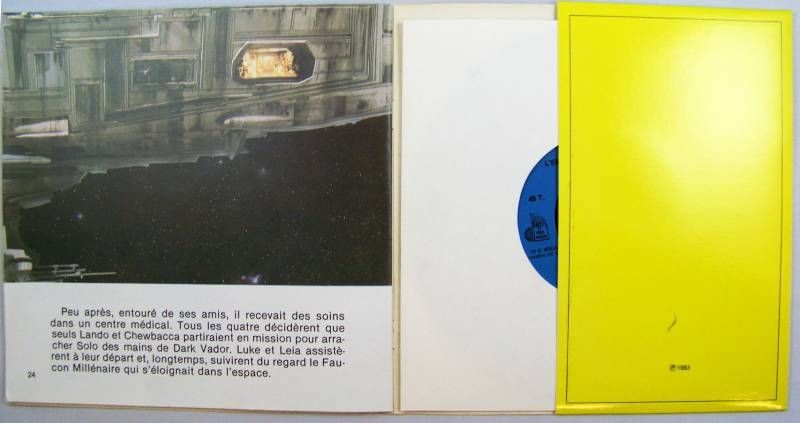 Peu après, entouré de ses amis, il recevait des soins
dans un centre médical. Tous les quatre décidèrent que
seuls Lando et Chewbacca partiraient en mission pour arra-
cher Solo des mains de Dark Vador. Luke et Leia assistè-
rent à leur départ et, longtemps, suivirent du regard le Fau-
con Millénaire qui s'éloignait dans l'espace.
24
45 T.
℗ 1983